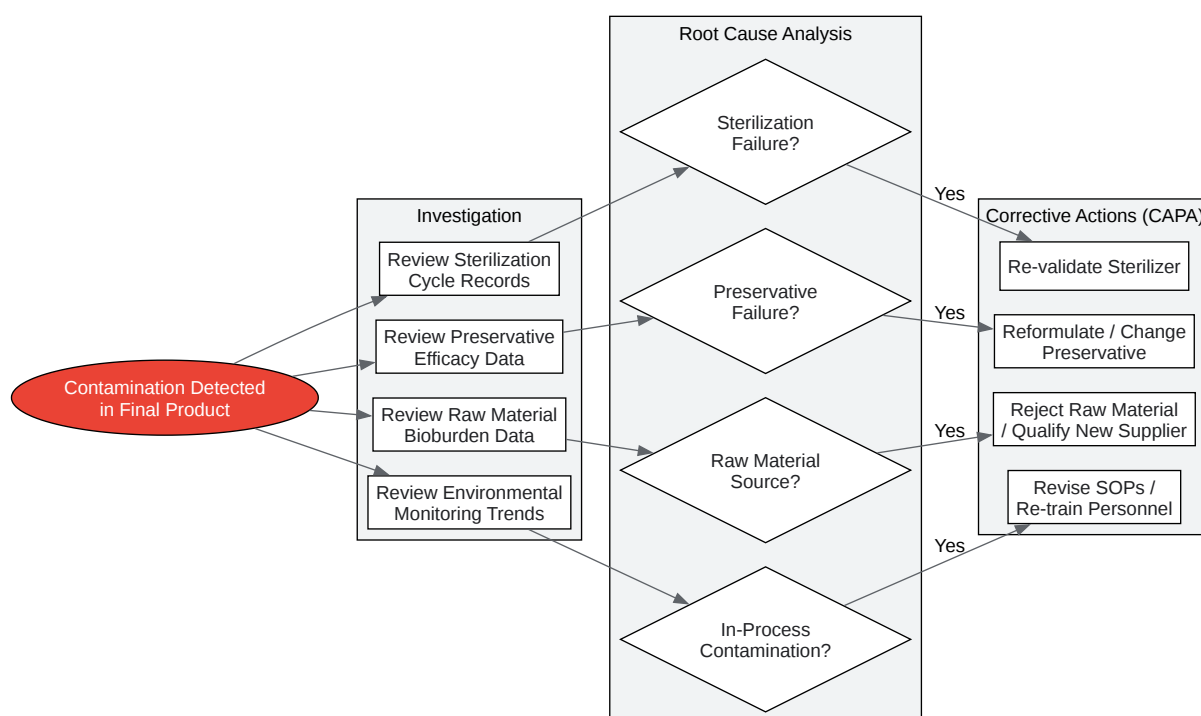 Contamination Detected
in Final Product
Investigation
Review Sterilization
Cycle Records
Review Preservative
Efficacy Data
Review Raw Material
Bioburden Data
Review Environmental
Monitoring Trends
Root Cause Analysis
Sterilization
Failure?
Preservative
Failure?
Raw Material
Source?
In-Process
Contamination?
Yes
Yes
Yes
Yes
Corrective Actions (CAPA)
Re-validate Sterilizer
Reformulate / Change
Preservative
Reject Raw Material
/ Qualify New Supplier
Revise SOPs /
Re-train Personnel